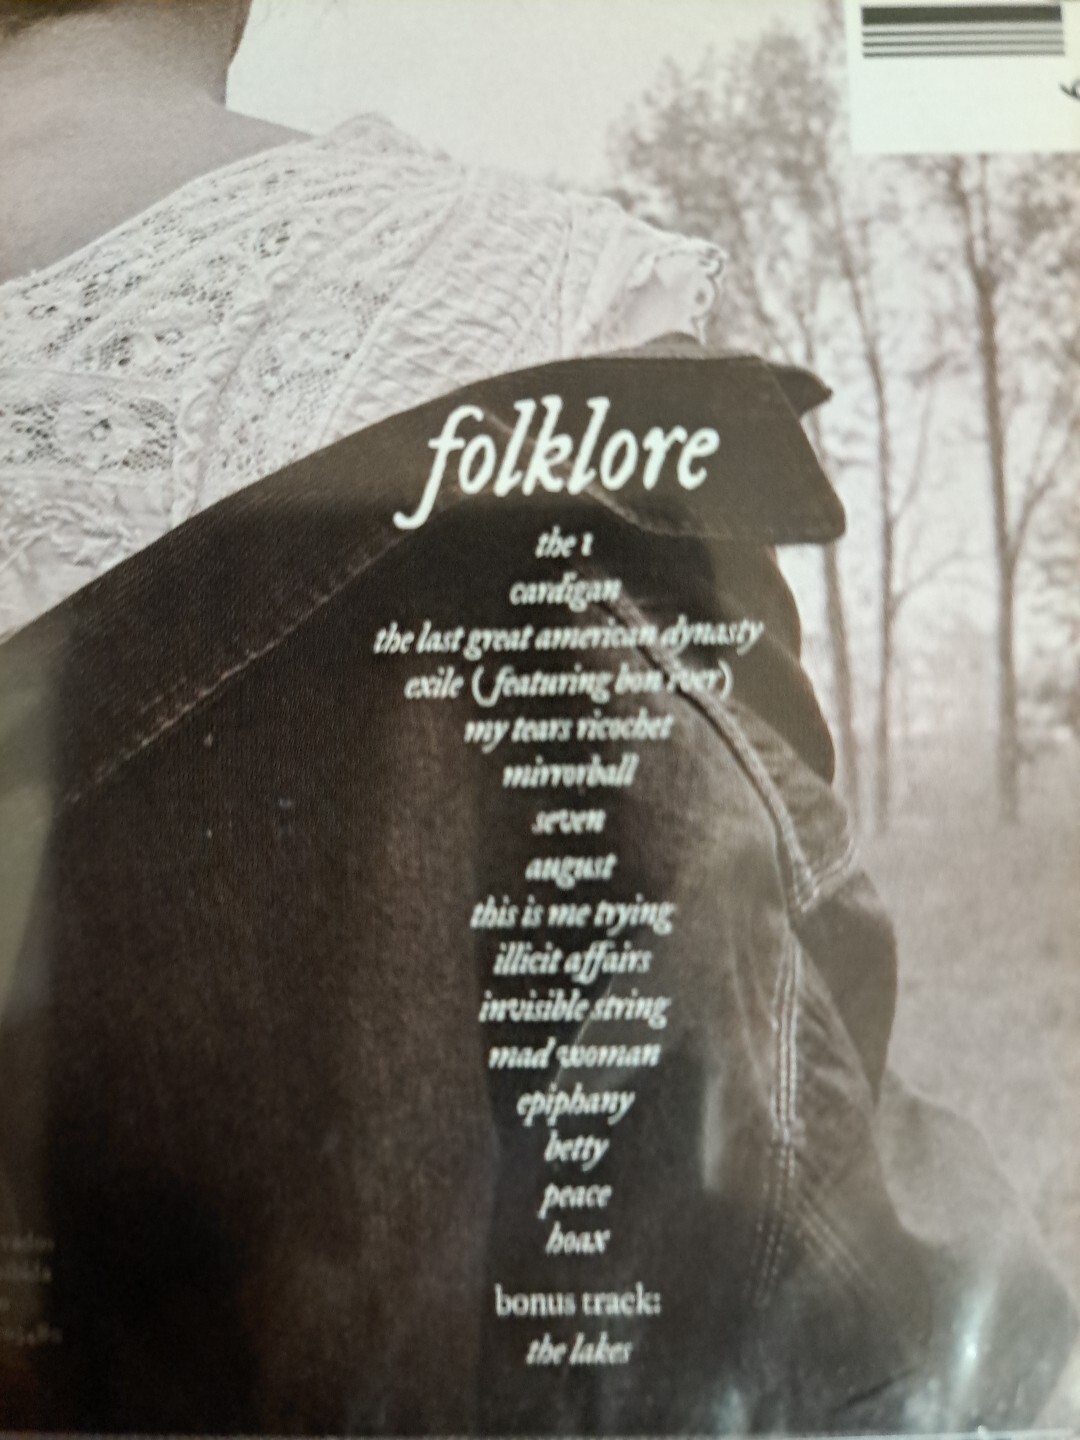 folklore
the 1
cardigan
the last great american dynasty
exile (featuring bon iver)
my tears ricochet
mirrorball
seven
august
this is me trying
illicit affairs
invisible string
mad woman
epiphany
betty
peace
hoax
bonus track:
the lakes